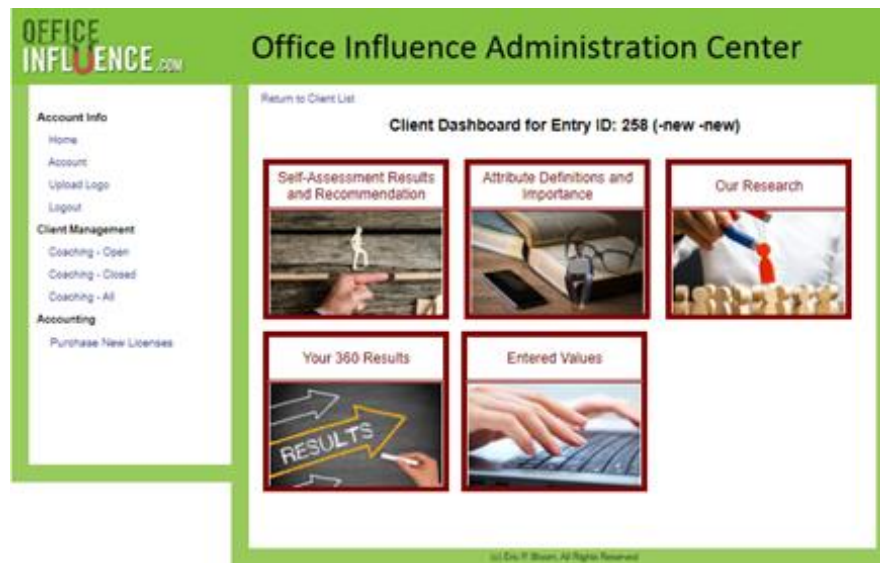 OFFICE
INFLUENCE.COM
Office Influence Administration Center
Account Info
Home
Account
Upload Logo
Logout
Client Management
Coaching - Open
Coaching - Closed
Coaching - All
Accounting
Purchase New Licenses
Return to Client List
Client Dashboard for Entry ID: 258 (-new -new)
Self-Assessment Results
and Recommendation
Attribute Definitions and
Importance
Our Research
Your 360 Results
Entered Values
RESULTS
(c) Eric P. Bloom, All Rights Reserved